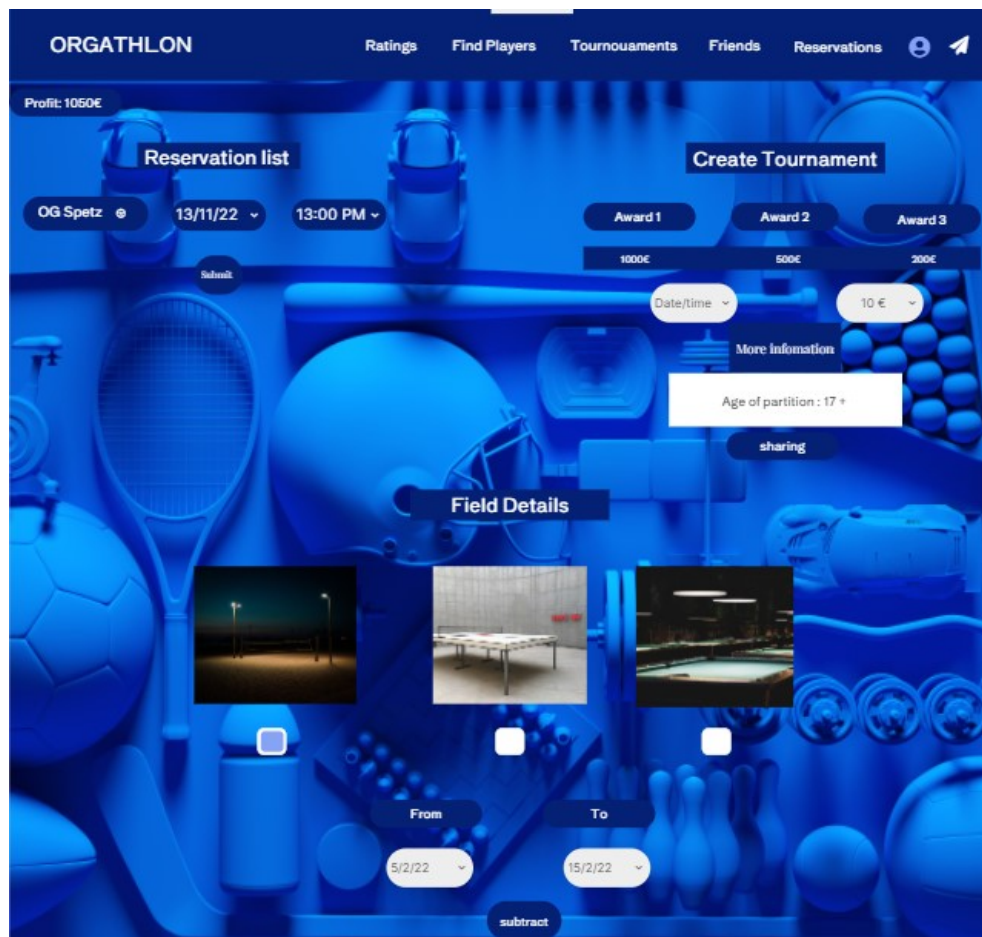 ORGATHLON Ratings Find Players Tournouaments Friends Reservations
Profit: 1050€
Reservation list
OG Spetz 13/11/22 13:00 PM
Submit
Create Tournament
Award 1 Award 2 Award 3
1000€ 500€ 200€
Date/time 10 €
More infomation
Age of partition : 17 +
sharing
Field Details
From To
5/2/22 15/2/22
subtract